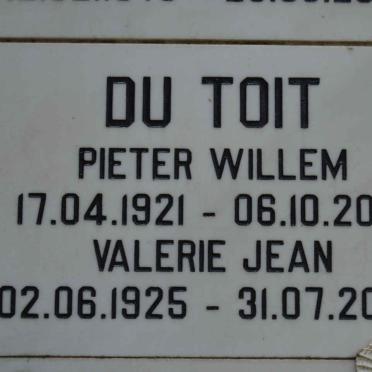 DU TOIT
PIETER WILLEM
17.04.1921 - 06.10.20
VALERIE JEAN
02.06.1925 - 31.07.20